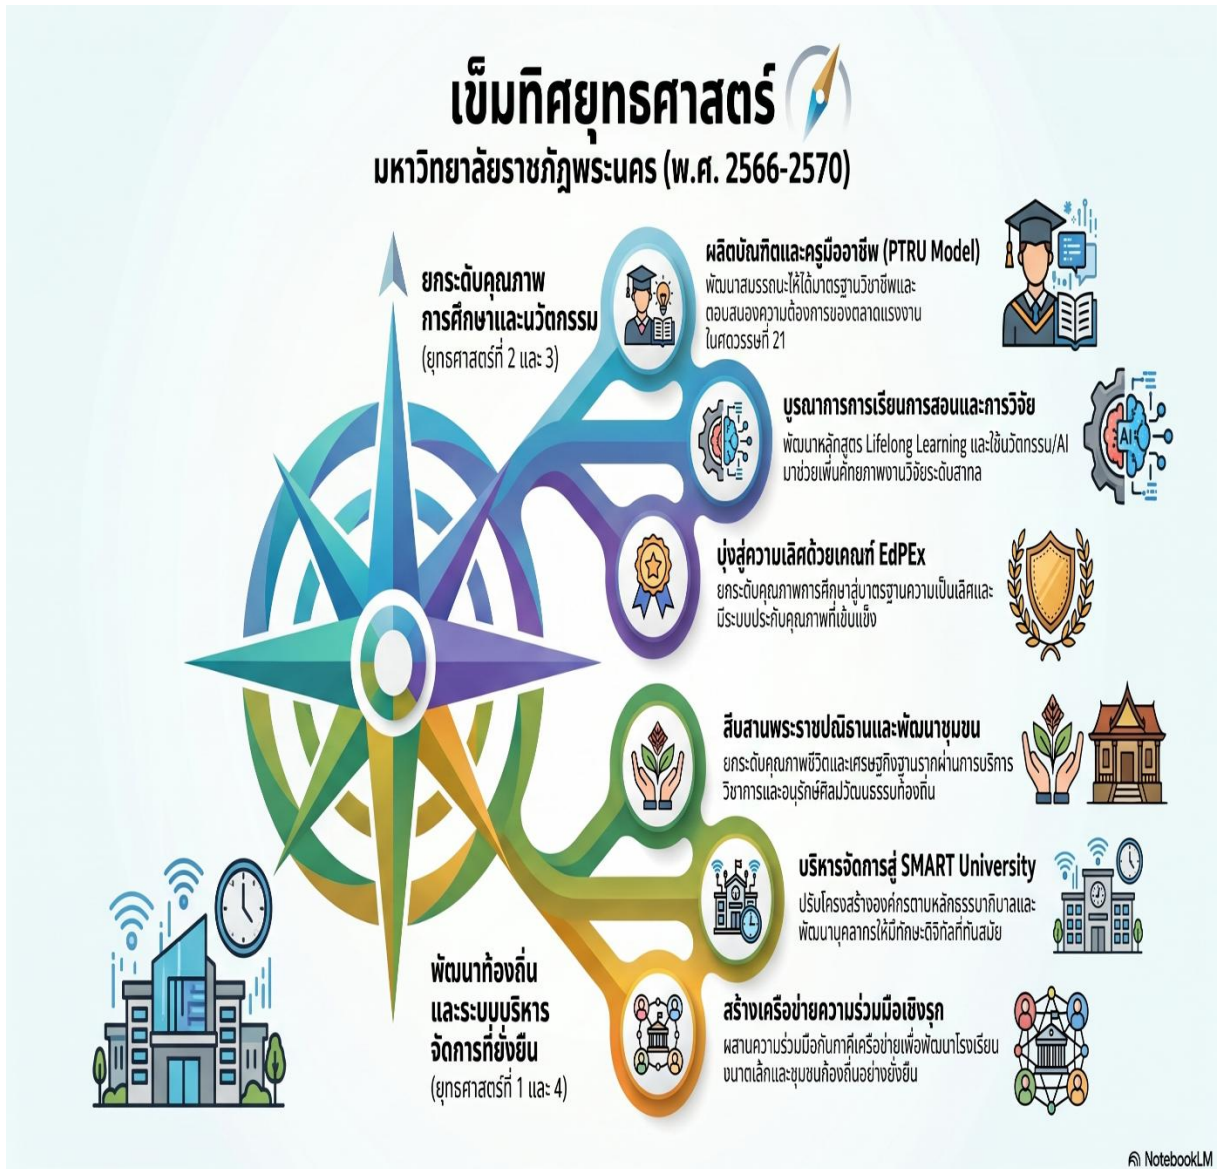 เข็มทิศยุทธศาสตร์
มหาวิทยาลัยราชภัฏพระนคร (พ.ศ. 2566-2570)
ยกระดับคุณภาพ
การศึกษาและนวัตกรรม
(ยุทธศาสตร์ที่ 2 และ 3)
ผลิตบัณฑิตและครูมืออาชีพ (PTRU Model)
พัฒนาสมรรถนะให้ได้มาตรฐานวิชาชีพและ
ตอบสนองความต้องการของตลาดแรงงาน
ในศตวรรษที่ 21
บูรณาการการเรียนการสอนและการวิจัย
พัฒนาหลักสูตร Lifelong Learning และใช้นวัตกรรม/AI
มาช่วยเพิ่มศักยภาพงานวิจัยระดับสากล
AI
มุ่งสู่ความเลิศด้วยเกณฑ์ EdPEx
ยกระดับคุณภาพการศึกษาสู่มาตรฐานความเป็นเลิศและ
มีระบบประกับคุณภาพที่เข้มแข็ง
สืบสานพระราชปณิธานและพัฒนาชุมชน
ยกระดับคุณภาพชีวิตและเศรษฐกิจฐานรากผ่านการบริการ
วิชาการและอนุรักษ์ศิลปวัฒนธรรมท้องถิ่น
บริหารจัดการสู่ SMART University
ปรับโครงสร้างองค์กรตามหลักธรรมาภิบาลและ
พัฒนาบุคลากรให้มีทักษะดิจิทัลที่ทันสมัย
พัฒนาท้องถิ่น
และระบบบริหาร
จัดการที่ยั่งยืน
(ยุทธศาสตร์ที่ 1 และ 4)
สร้างเครือข่ายความร่วมมือเชิงรุก
ผสานความร่วมมือกับภาคีเครือข่ายเพื่อพัฒนาโรงเรียน
ขนาดเล็กและชุมชนท้องถิ่นอย่างยั่งยืน
NotebookLM